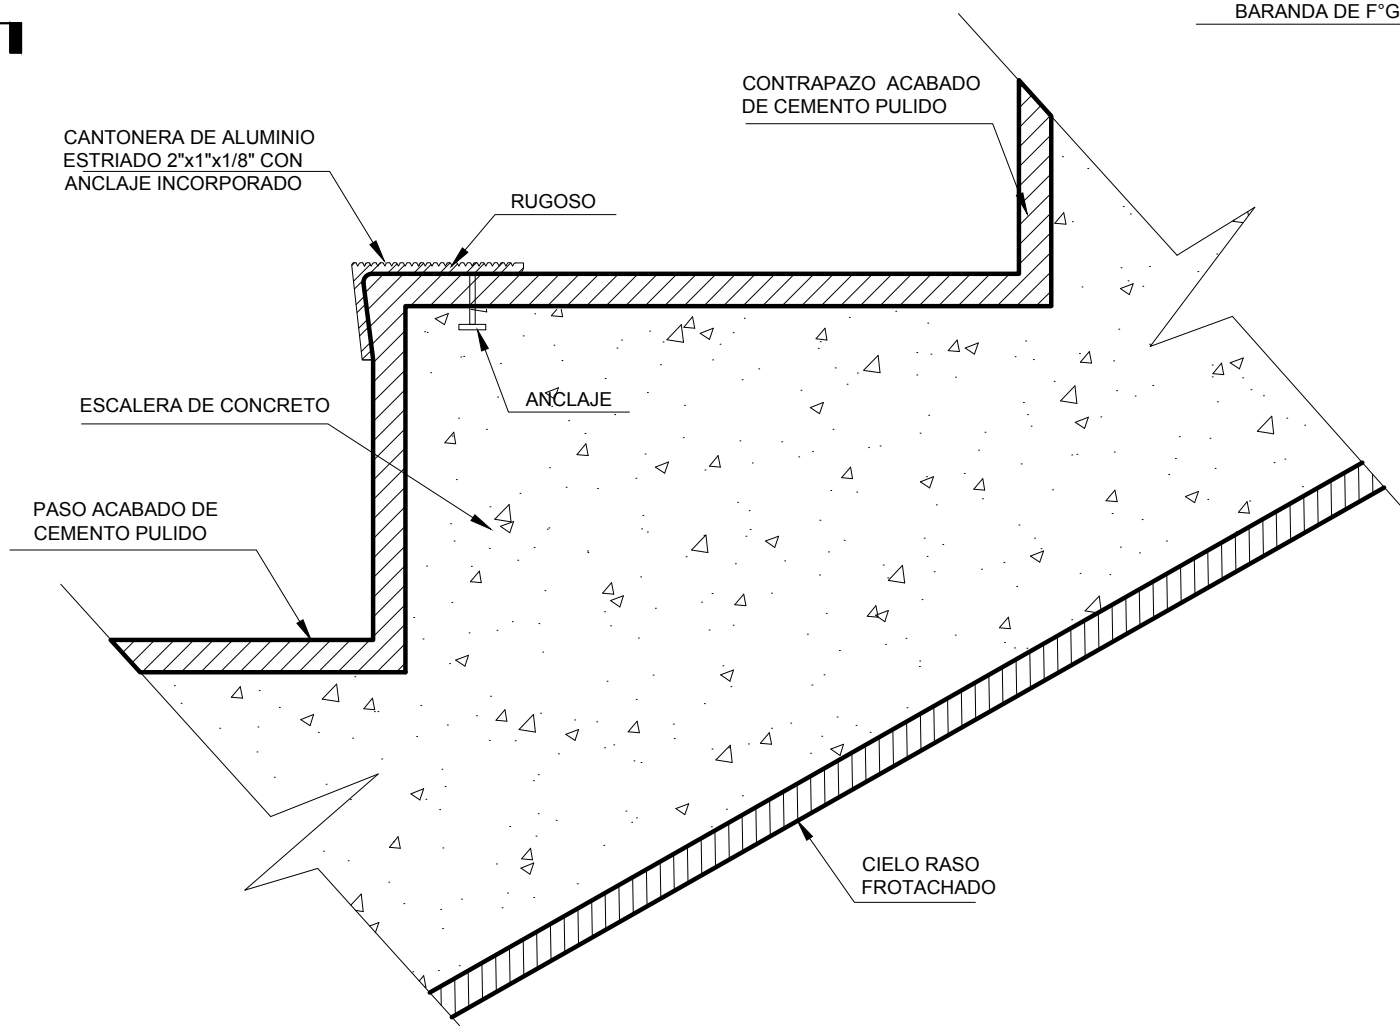 BARANDA DE F°G
CONTRAPAZO ACABADO
DE CEMENTO PULIDO
CANTONERA DE ALUMINIO
ESTRIADO 2"x1"x1/8" CON
ANCLAJE INCORPORADO
RUGOSO
ANCLAJE
ESCALERA DE CONCRETO
PASO ACABADO DE
CEMENTO PULIDO
CIELO RASO
FROTACHADO